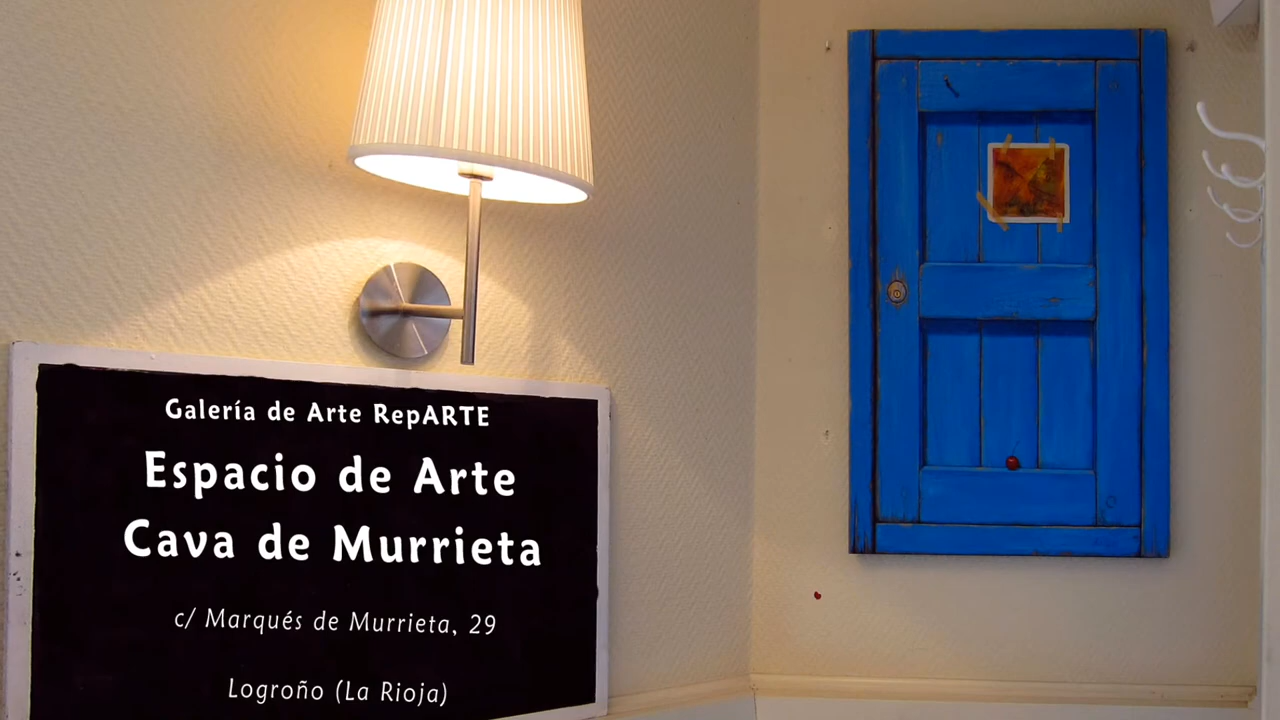 Galería de Arte RepARTE
Espacio de Arte
Cava de Murrieta
c/ Marqués de Murrieta, 29
Logroño (La Rioja)